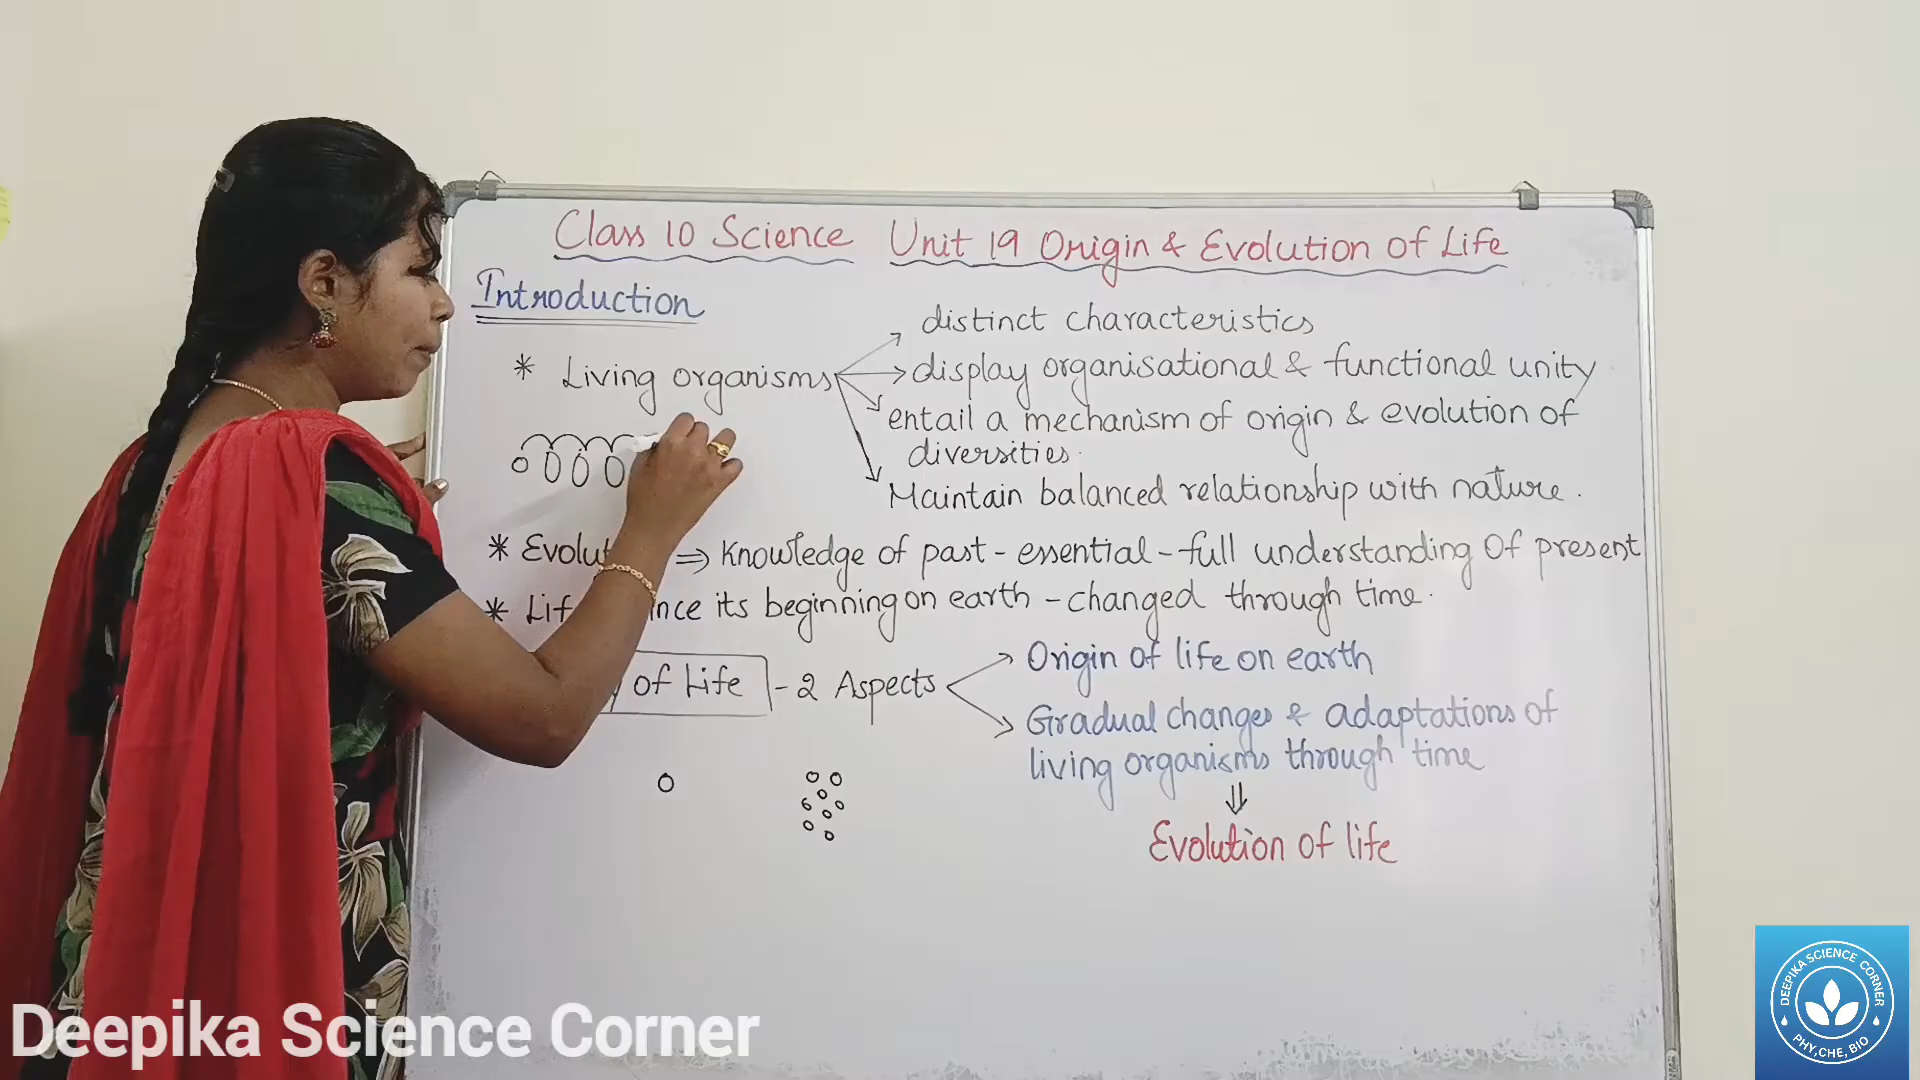 Class 10 Science Unit 19 Origin & Evolution of Life
Introduction
* Living organisms
distinct characteristics
display organisational & functional unity
entail a mechanism of origin & evolution of
diversities.
Maintain balanced relationship with nature.
* Evolut ⇒ Knowledge of past - essential - full understanding Of present
* Lif ince its beginning on earth - changed through time.
of Life - 2 Aspects
Origin of life on earth
Gradual changes & adaptations of
living organisms through time
⇓
Evolution of life
DEEPIKA SCIENCE CORNER
PHY, CHE, BIO
Deepika Science Corner